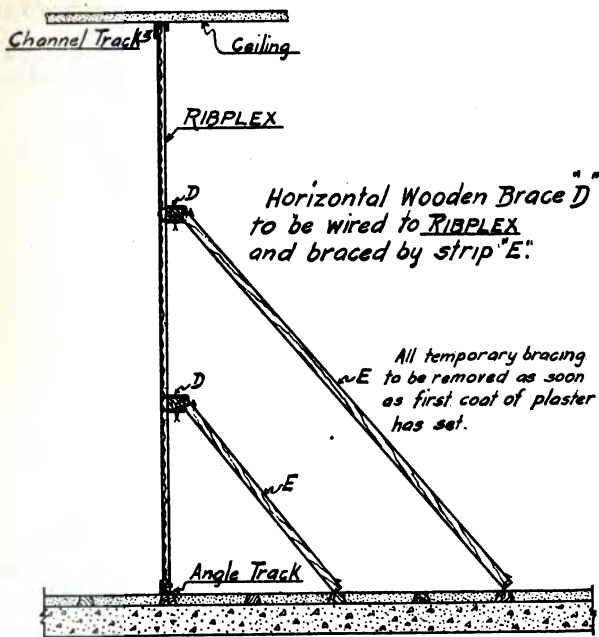 Channel Tracks
Ceiling
RIBPLEX
D
Horizontal Wooden Brace "D"
to be wired to RIBPLEX
and braced by strip "E".
All temporary bracing
to be removed as soon
as first coat of plaster
has set.
E
D
E
Angle Track